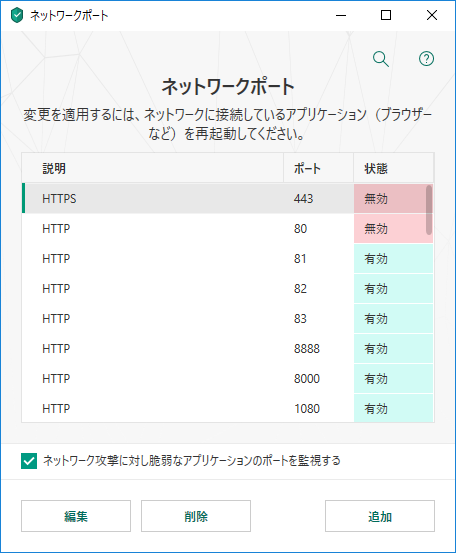 ネットワークポート
ネットワークポート
変更を適用するには、ネットワークに接続しているアプリケーション（ブラウザー
など）を再起動してください。
説明 ポート 状態
HTTPS 443 無効
HTTP 80 無効
HTTP 81 有効
HTTP 82 有効
HTTP 83 有効
HTTP 8888 有効
HTTP 8000 有効
HTTP 1080 有効
ネットワーク攻撃に対し脆弱なアプリケーションのポートを監視する
編集 削除 追加